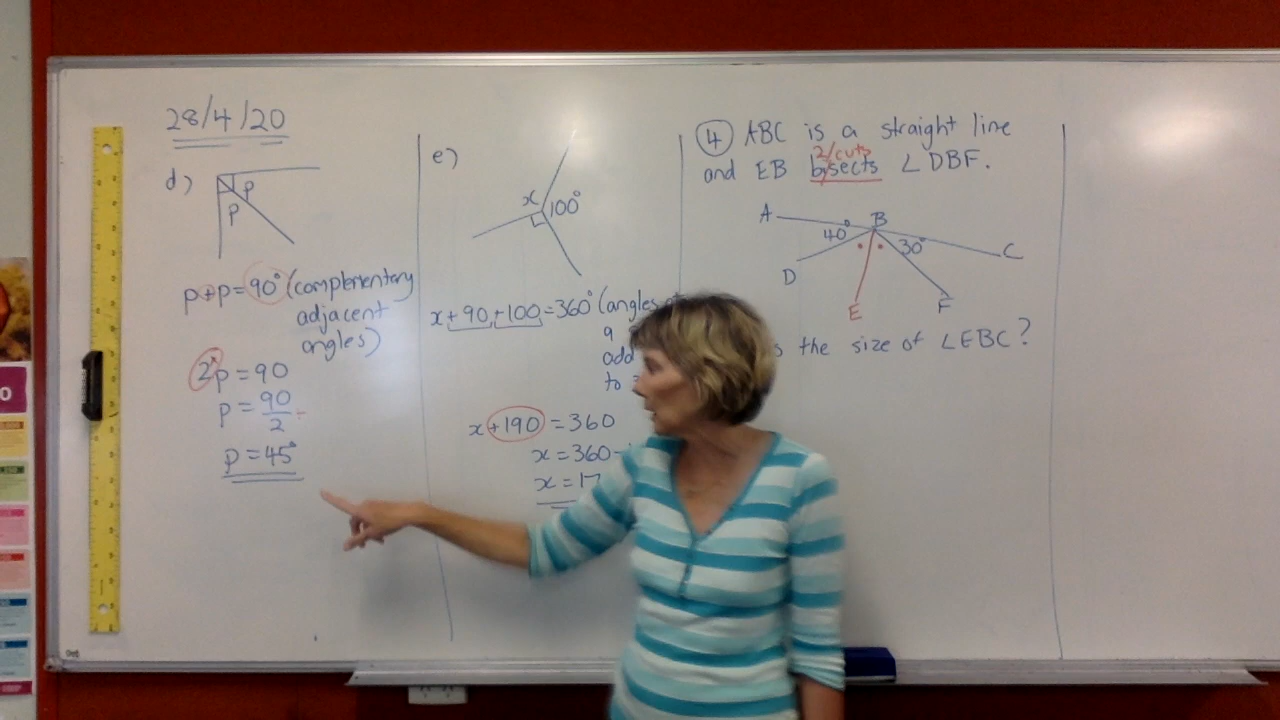 28/4/20
d)
p
p
p+p=90° (complementary
adjacent
angles)
2p = 90
p = 90
2
p = 45°
e)
x
100°
x+90+100=360° (angles
a
add
to
x+190 = 360
x = 360-
x = 17
4 ABC is a straight line
2/cuts
and EB bisects ∠DBF.
A
B
40°
30°
C
D
E
F
the size of ∠EBC?